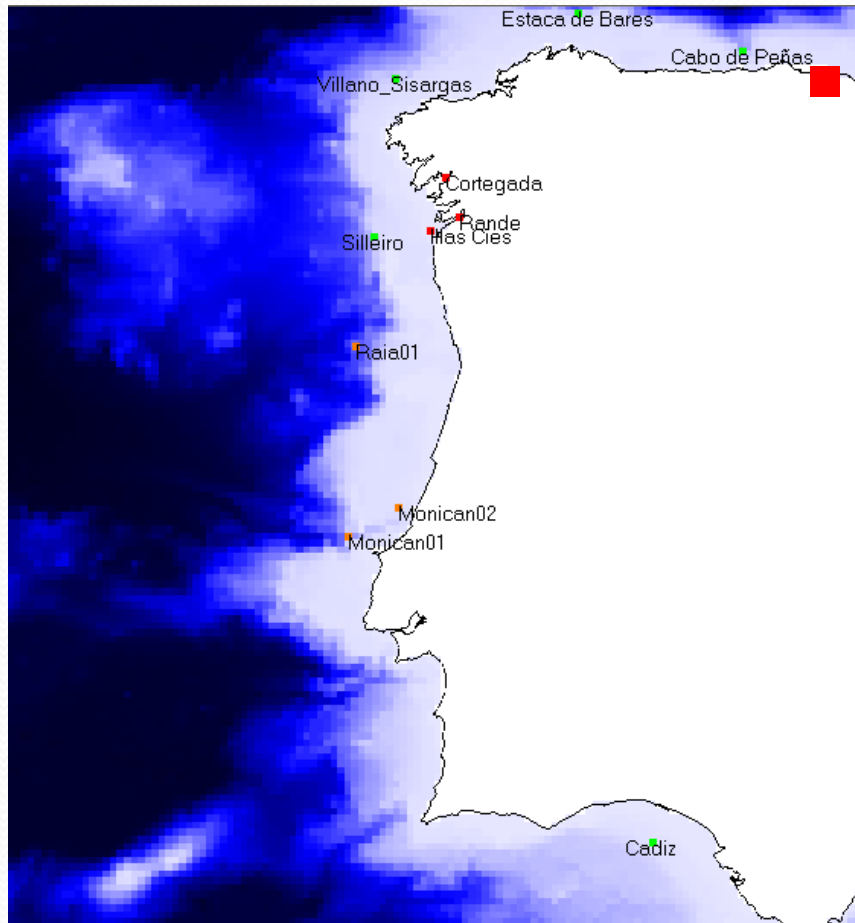 Estaca de Bares
Cabo de Peñas
Villano_Sisargas
Cortegada
Rande
Illas Cies
Silleiro
Raia01
Monican02
Monican01
Cadiz